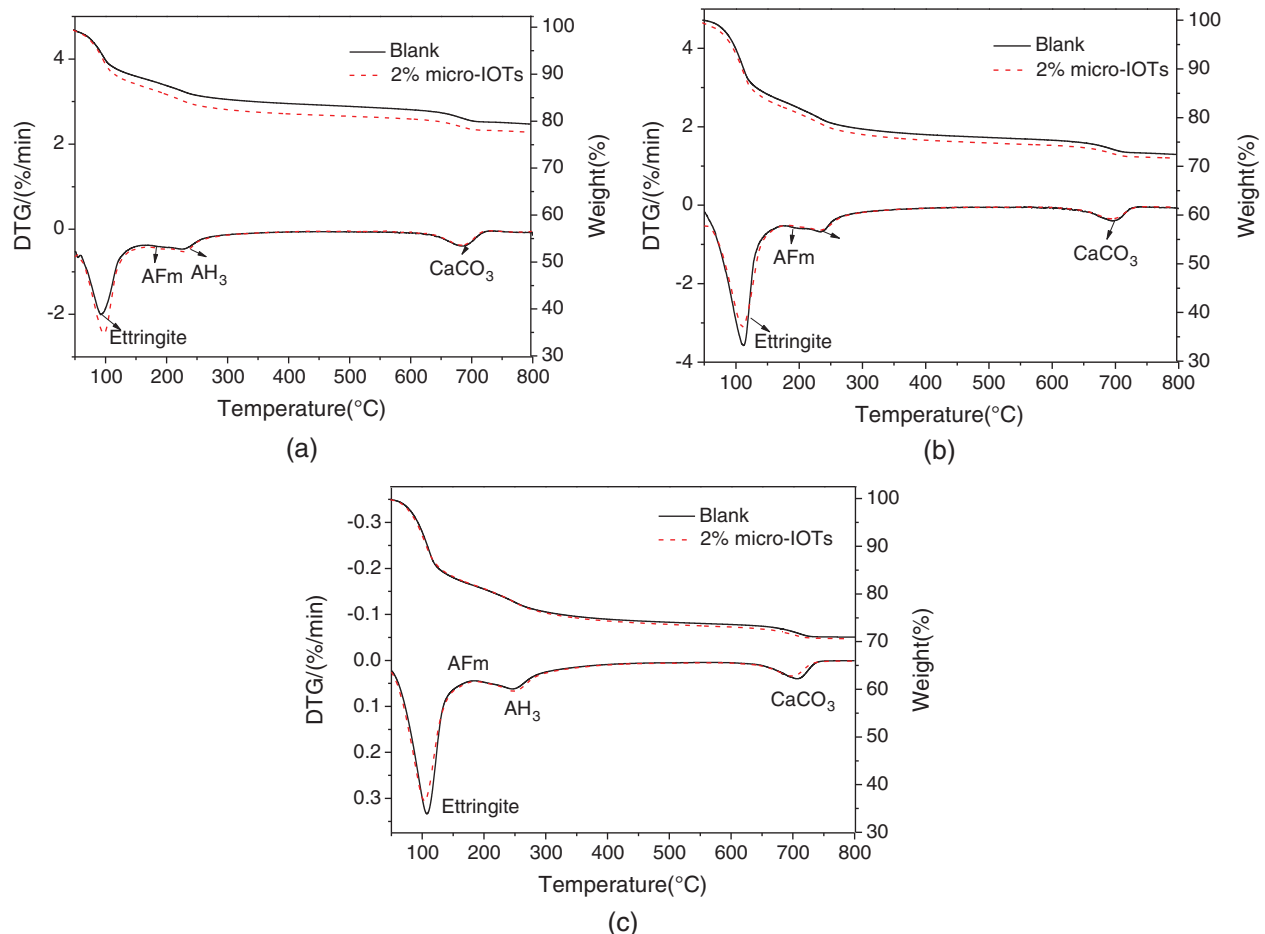 Blank
2% micro-IOTs
DTG/(%/min)
4
2
0
-2
Weight(%)
100
90
80
70
60
50
40
30
AFm
AH3
CaCO3
Ettringite
100 200 300 400 500 600 700 800
Temperature(°C)
(a)
Blank
2% micro-IOTs
DTG/(%/min)
4
2
0
-2
-4
Weight(%)
100
90
80
70
60
50
40
30
AFm
CaCO3
Ettringite
100 200 300 400 500 600 700 800
Temperature(°C)
(b)
Blank
2% micro-IOTs
DTG/(%/min)
-0.3
-0.2
-0.1
0.0
0.1
0.2
0.3
Weight(%)
100
90
80
70
60
50
40
30
AFm
AH3
CaCO3
Ettringite
100 200 300 400 500 600 700 800
Temperature(°C)
(c)